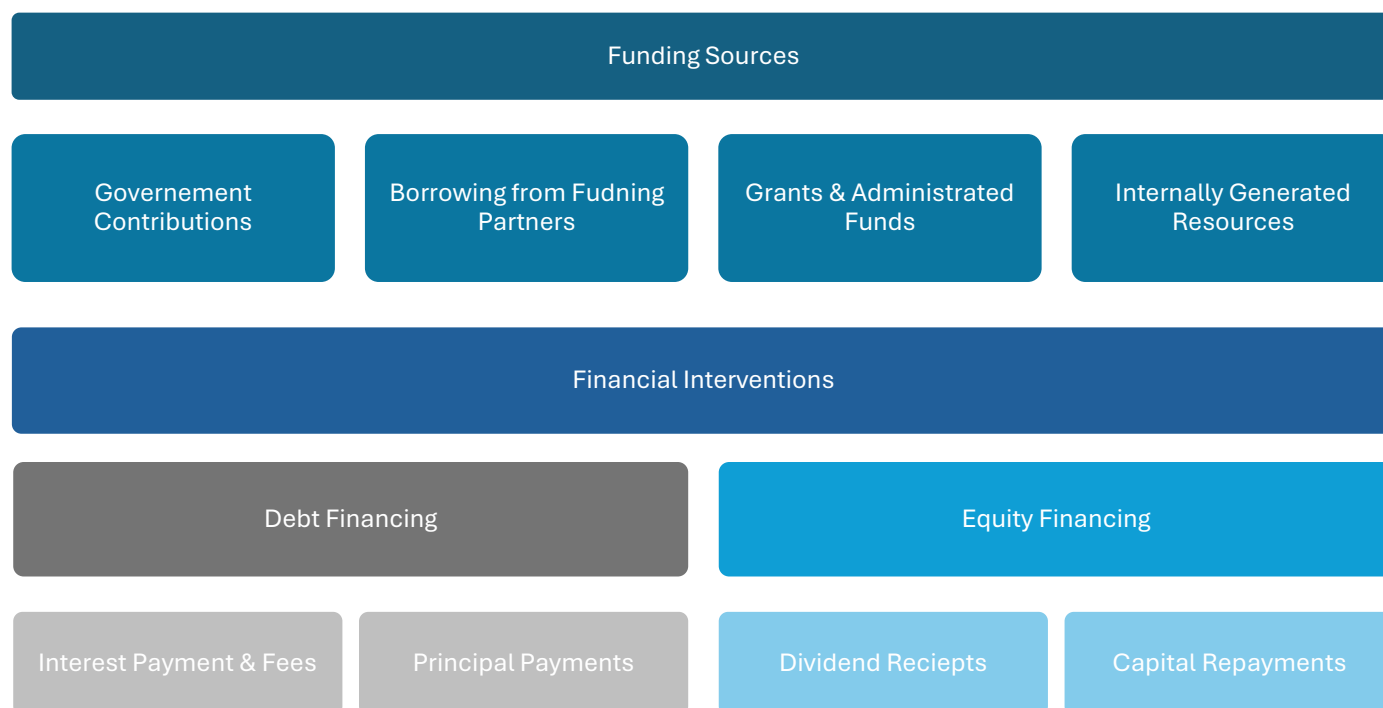 Funding Sources
Governement
Contributions
Borrowing from Fudning
Partners
Grants & Administrated
Funds
Internally Generated
Resources
Financial Interventions
Debt Financing
Equity Financing
Interest Payment & Fees
Principal Payments
Dividend Reciepts
Capital Repayments